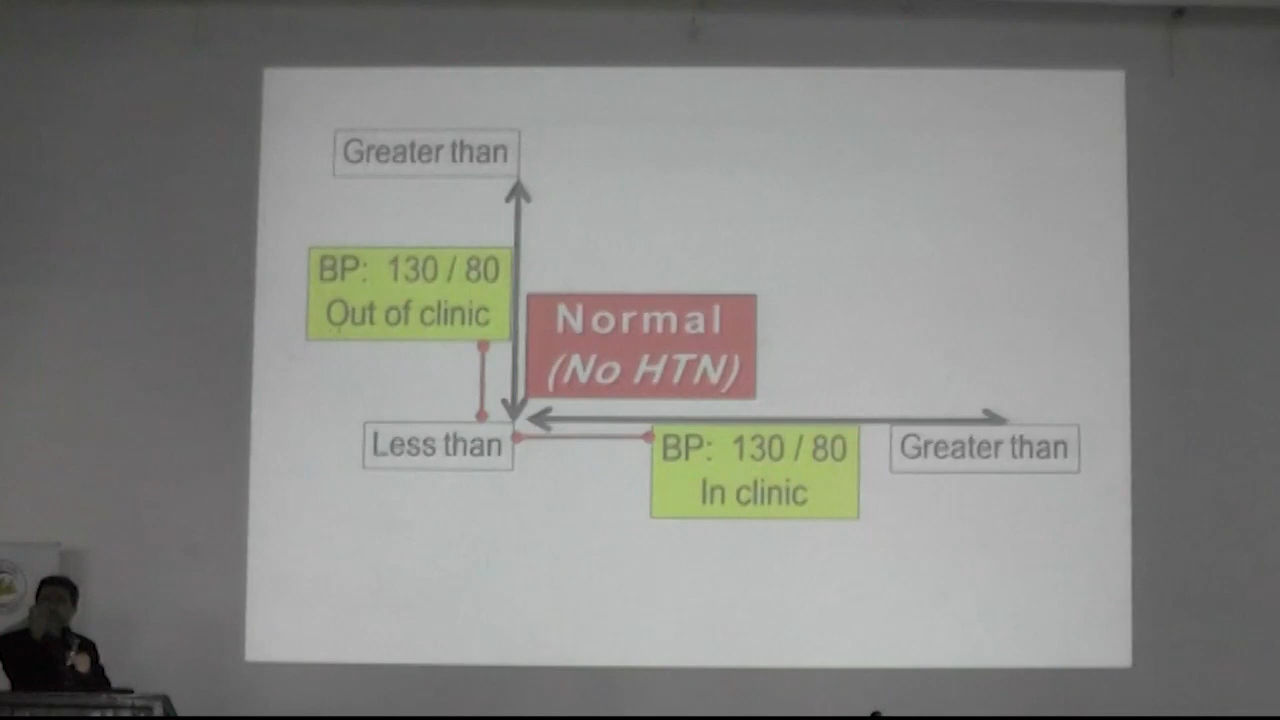 Greater than
BP: 130 / 80
Out of clinic
Normal
(No HTN)
Less than
BP: 130 / 80
In clinic
Greater than